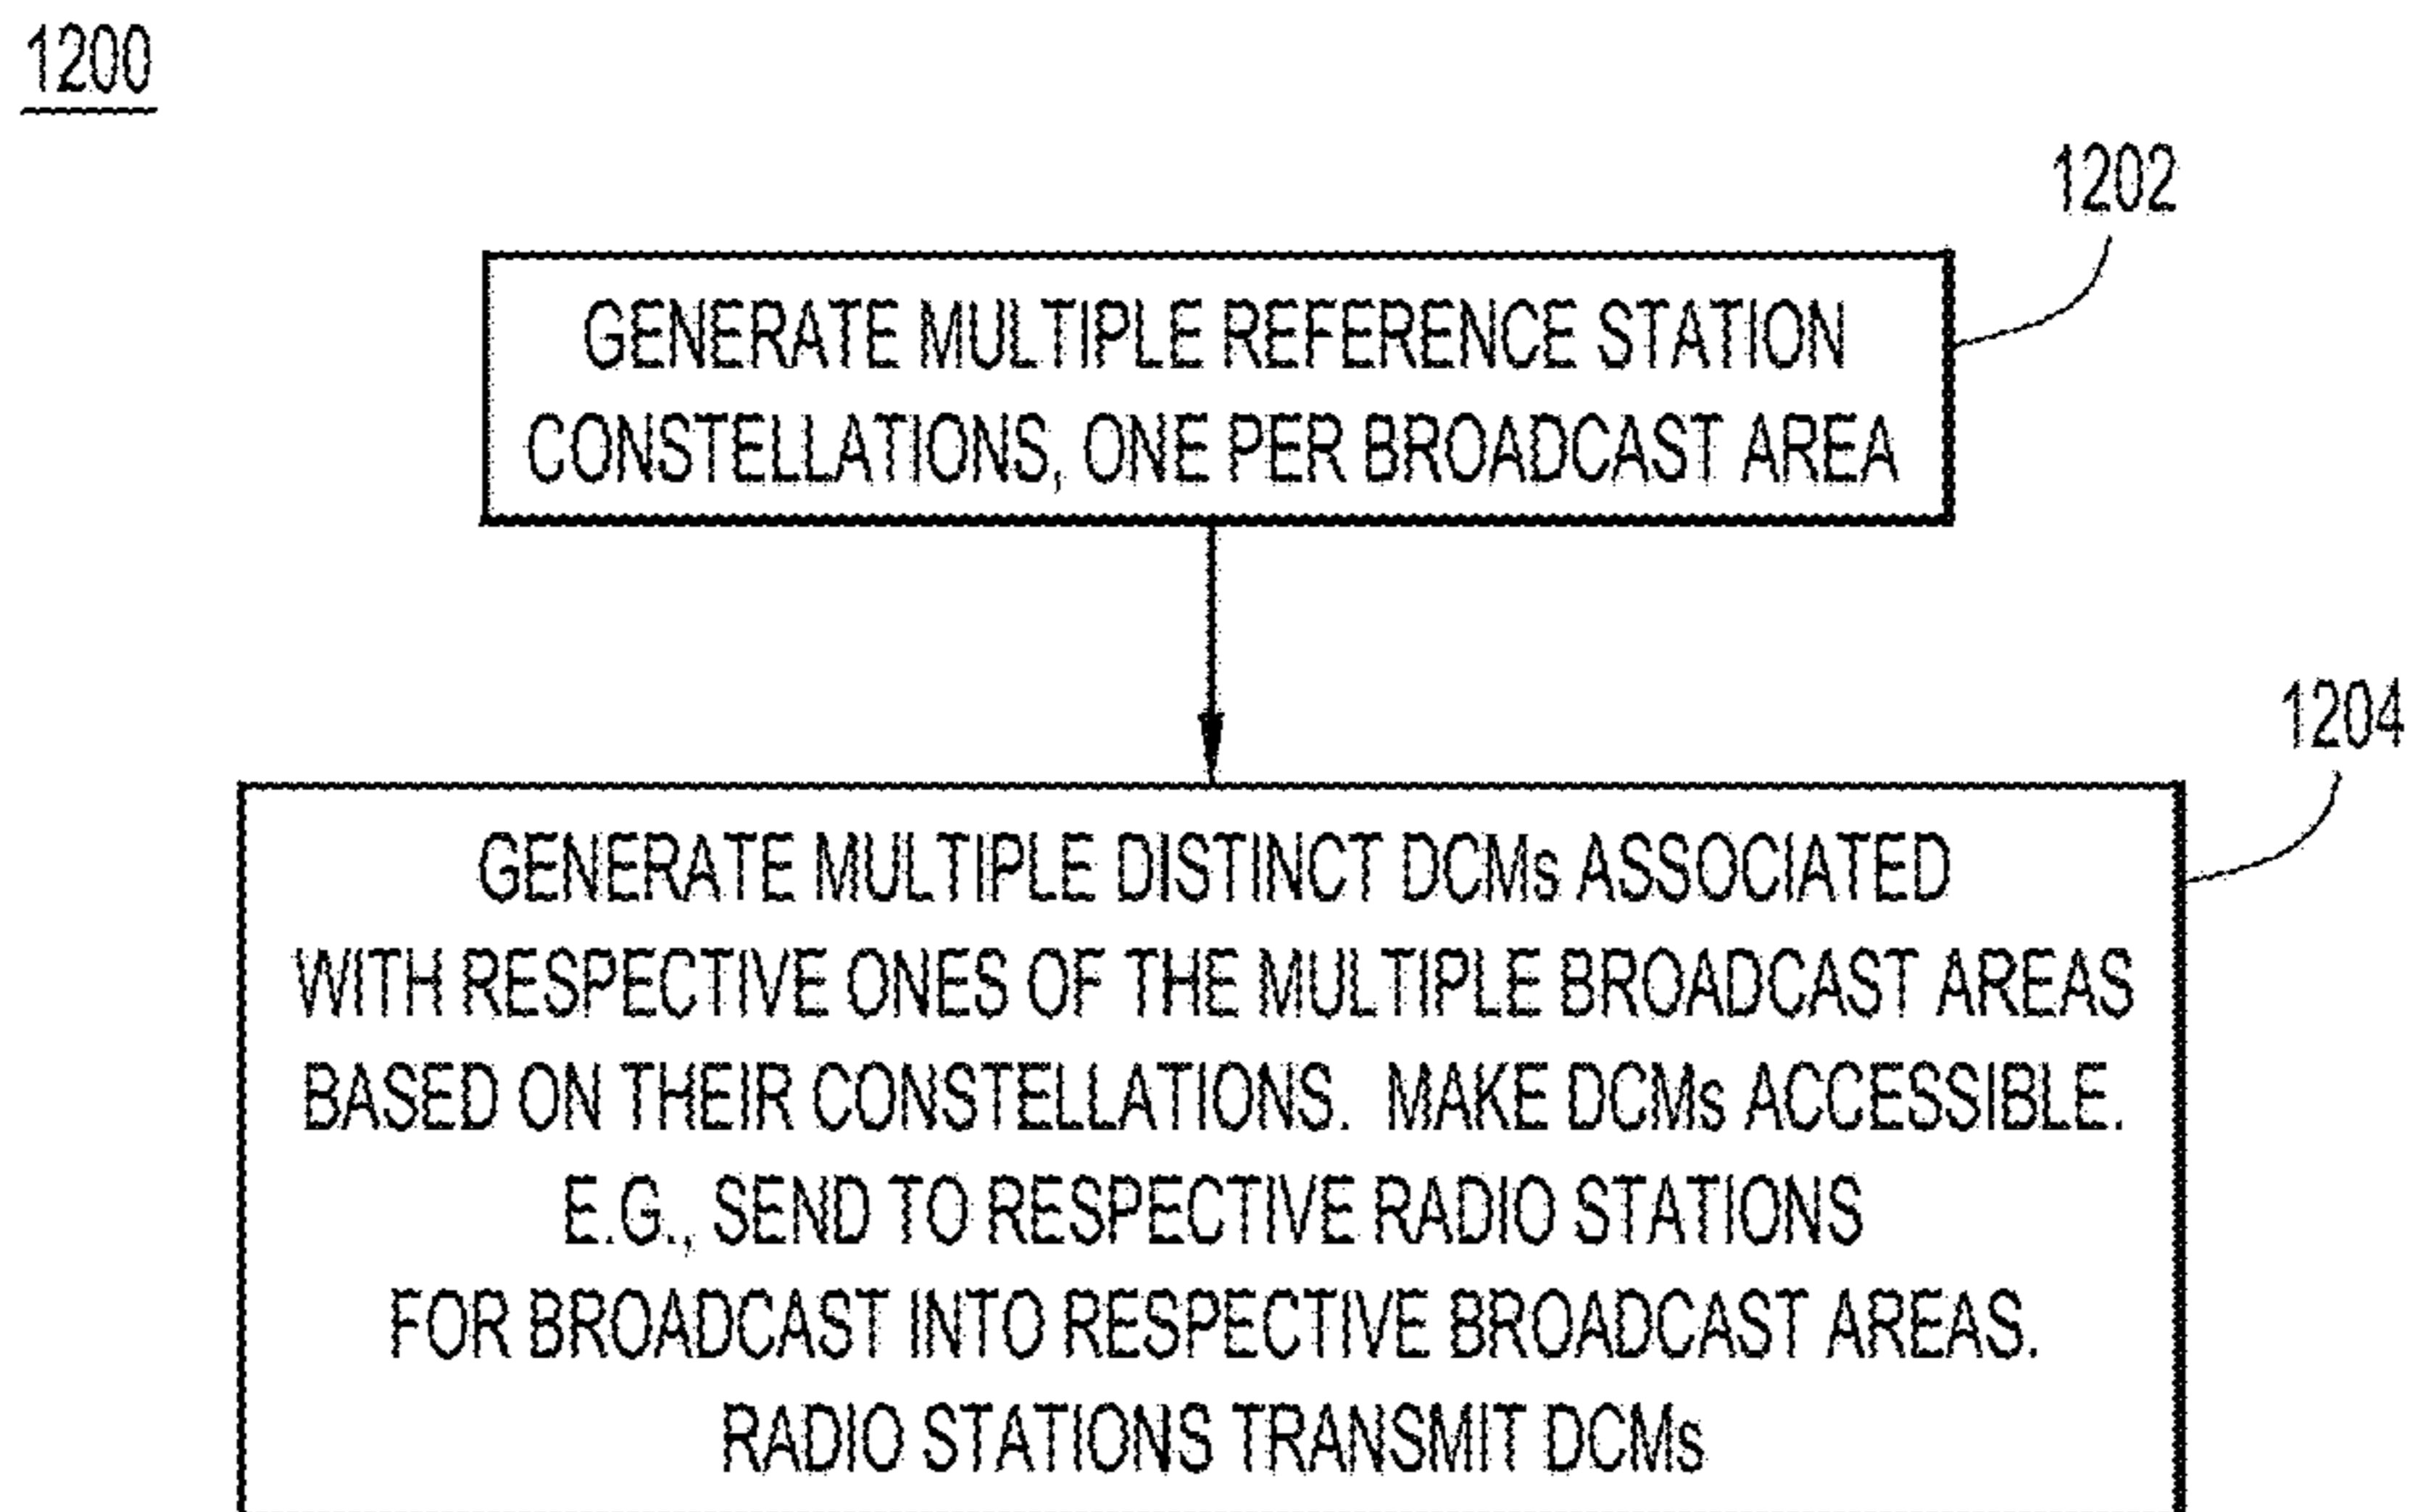 1200
1202
GENERATE MULTIPLE REFERENCE STATION
CONSTELLATIONS, ONE PER BROADCAST AREA
1204
GENERATE MULTIPLE DISTINCT DCMs ASSOCIATED
WITH RESPECTIVE ONES OF THE MULTIPLE BROADCAST AREAS
BASED ON THEIR CONSTELLATIONS. MAKE DCMs ACCESSIBLE.
E.G., SEND TO RESPECTIVE RADIO STATIONS
FOR BROADCAST INTO RESPECTIVE BROADCAST AREAS.
RADIO STATIONS TRANSMIT DCMs